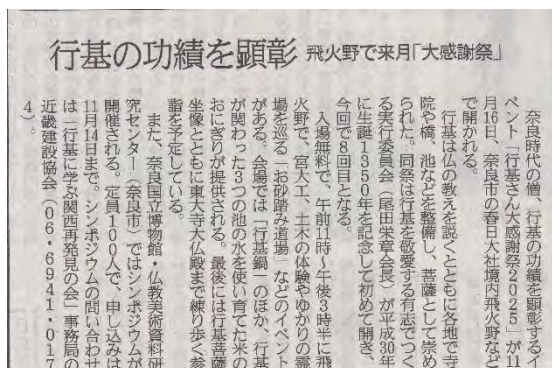 行基の功績を顕彰 飛火野で来月「大感謝祭」
奈良時代の僧、行基の功績を顕彰するイ
ベント「行基さん大感謝祭2025」が11
月16日、奈良市の春日大社境内飛火野など
で開かれる。
行基は仏の教えを説くとともに各地で寺
院や橋、池などを整備し、菩薩として崇め
られた。同祭は行基を敬愛する有志でつく
る実行委員会（尾田栄章会長）が平成30年
に生誕1350年を記念して初めて開き、
今回で8回目となる。
入場無料で、午前11時～午後3時半に飛
火野で、宮大工、土木の体験やゆかりの霊
場を巡る「お砂踏み道場」などのイベント
がある。会場では「行基鍋」のほか、行基
が関わった3つの池の水を使い育てた米の
おにぎりが提供される。最後には行基菩薩
坐像とともに東大寺大仏殿まで練り歩く参
詣を予定している。
また、奈良国立博物館・仏教美術資料研
究センター（奈良市）ではシンポジウムが
開催される。定員100人で、申し込みは
11月14日まで。シンポジウムの問い合わせ
は「行基に学ぶ関西再発見の会」事務局の
近畿建設協会（06・6941・017
4）。